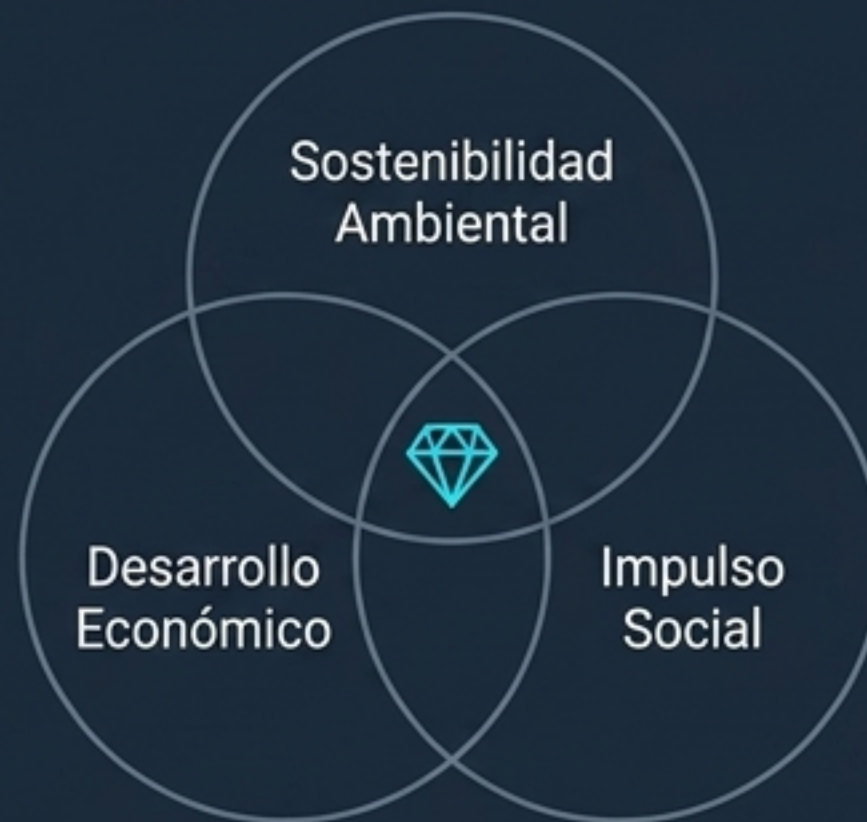 Sostenibilidad
Ambiental
Desarrollo
Económico
Impulso
Social